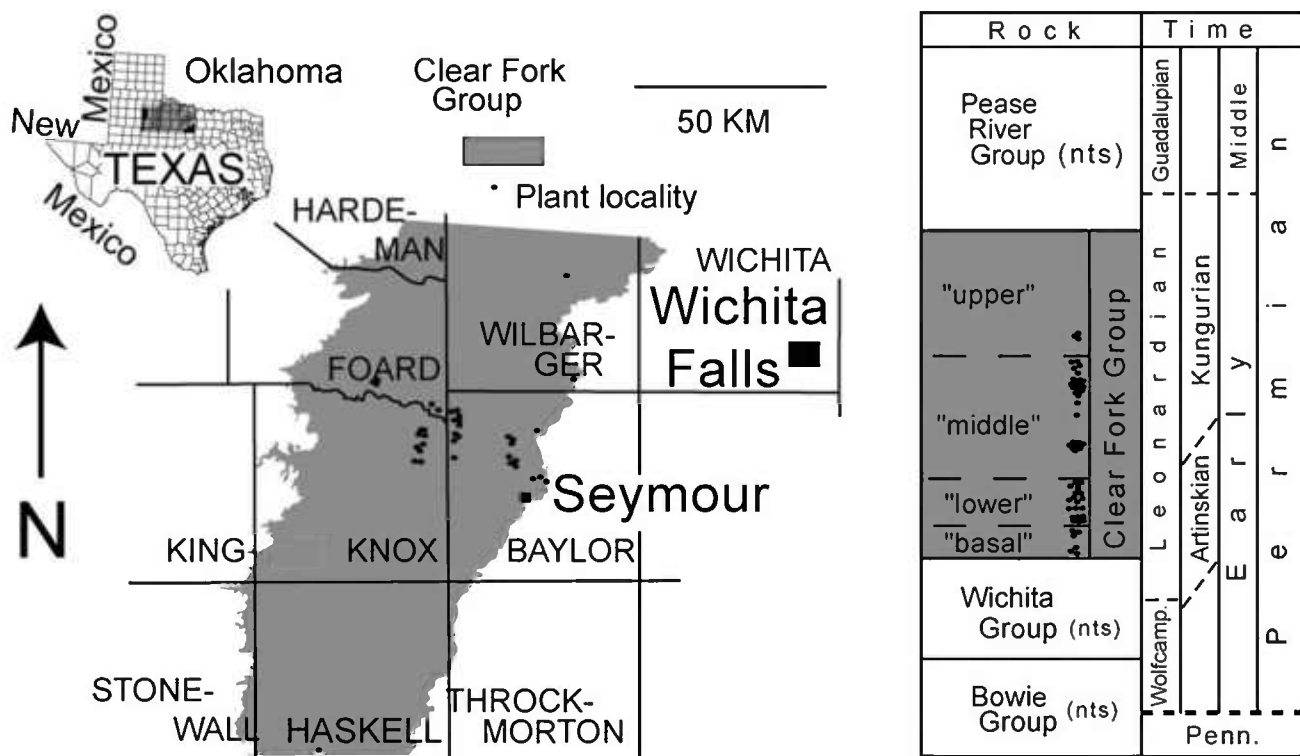 Mexico
Oklahoma
New
TEXAS
Mexico
Clear Fork
Group
50 KM
Plant locality
N
HARDE-
MAN
WICHITA
Wichita
Falls
WILBAR-
GER
FOARD
Seymour
KING
KNOX
BAYLOR
STONE-
WALL
HASKELL
THROCK-
MORTON
Rock
Time
Pease
River
Group (nts)
"upper"
"middle"
"lower"
"basal"
Clear Fork Group
Wichita
Group (nts)
Bowie
Group (nts)
Guadalupian
Leonardian
Wolfcamp.
Kungurian
Artinskian
Middle
Early
Permian
Penn.